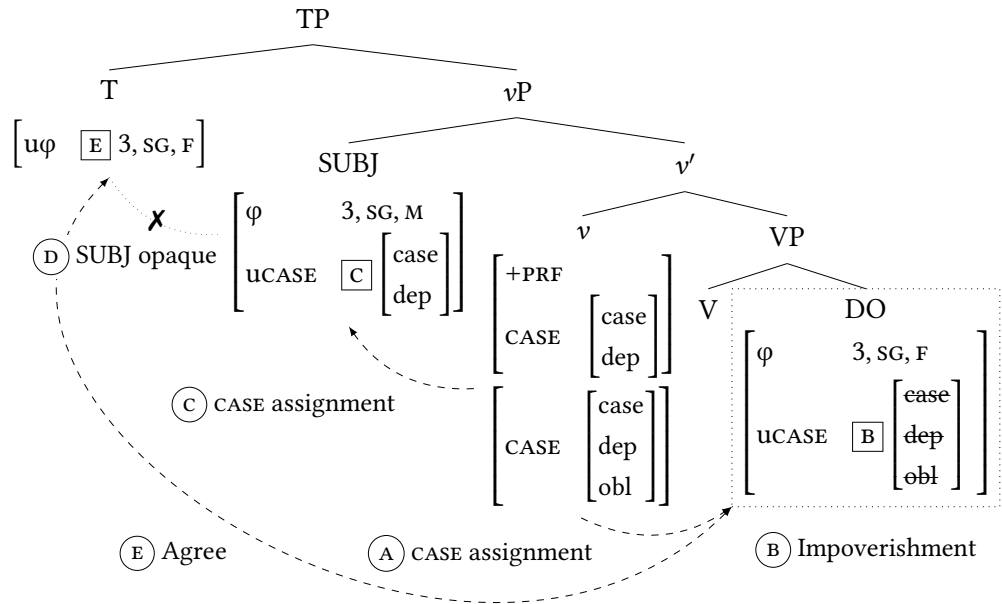 TP
T
vP
[uφ E 3, SG, F]
SUBJ
v′
✗
φ 3, SG, M
uCASE C [case
dep]
D SUBJ opaque
v
VP
+PRF
CASE [case
dep]
V
DO
φ 3, SG, F
uCASE B [~~case~~
~~dep~~
~~obl~~]
C CASE assignment
CASE [case
dep
obl]
E Agree
A CASE assignment
B Impoverishment